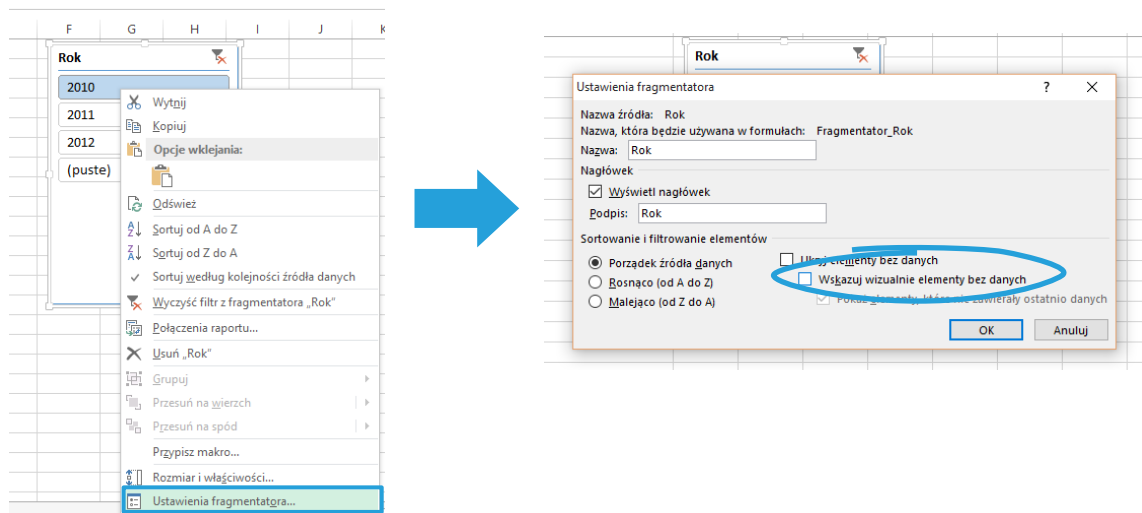 F G H I J K
Rok
2010
2011
2012
(puste)
Wytnij
Kopiuj
Opcje wklejania:
Odśwież
Sortuj od A do Z
Sortuj od Z do A
Sortuj według kolejności źródła danych
Wyczyść filtr z fragmentatora „Rok”
Połączenia raportu...
Usuń „Rok”
Grupuj
Przesuń na wierzch
Przesuń na spód
Przypisz makro...
Rozmiar i właściwości...
Ustawienia fragmentatora...
Rok
Ustawienia fragmentatora ? X
Nazwa źródła: Rok
Nazwa, która będzie używana w formułach: Fragmentator_Rok
Nazwa: Rok
Nagłówek
Wyświetl nagłówek
Podpis: Rok
Sortowanie i filtrowanie elementów
Porządek źródła danych
Rosnąco (od A do Z)
Malejąco (od Z do A)
Ukryj elementy bez danych
Wskazuj wizualnie elementy bez danych
Pokaż elementy, które nie zawierały ostatnio danych
OK Anuluj